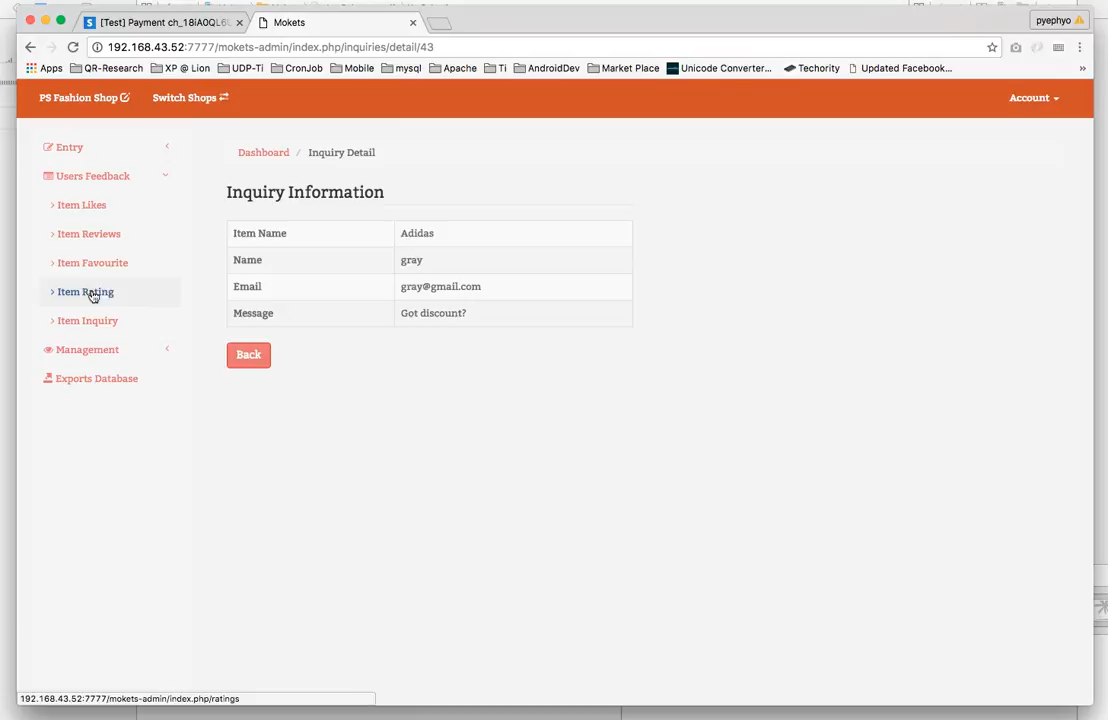 [Test] Payment ch_18iA0QL6
Mokets
pyephyo
192.168.43.52:7777/mokets-admin/index.php/inquiries/detail/43
Apps QR-Research XP @ Lion UDP-Ti CronJob Mobile mysql Apache Ti AndroidDev Market Place Unicode Converter... Techority Updated Facebook... »
PS Fashion Shop Switch Shops Account
Entry
Users Feedback
Item Likes
Item Reviews
Item Favourite
Item Rating
Item Inquiry
Management
Exports Database
Dashboard / Inquiry Detail
Inquiry Information
Item Name Adidas
Name gray
Email gray@gmail.com
Message Got discount?
Back
192.168.43.52:7777/mokets-admin/index.php/ratings